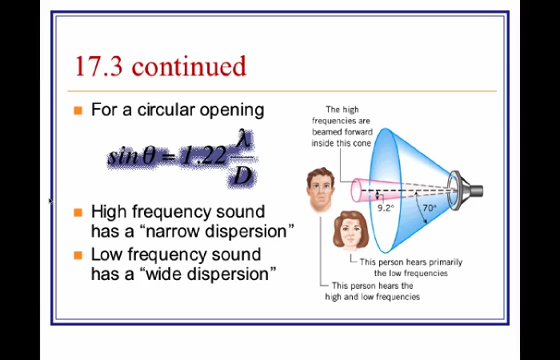 17.3 continued
For a circular opening
sin θ = 1.22 λ/D
High frequency sound
has a “narrow dispersion”
Low frequency sound
has a “wide dispersion”
The high
frequencies are
beamed forward
inside this cone
9.2°
70°
This person hears primarily
the low frequencies
This person hears the
high and low frequencies